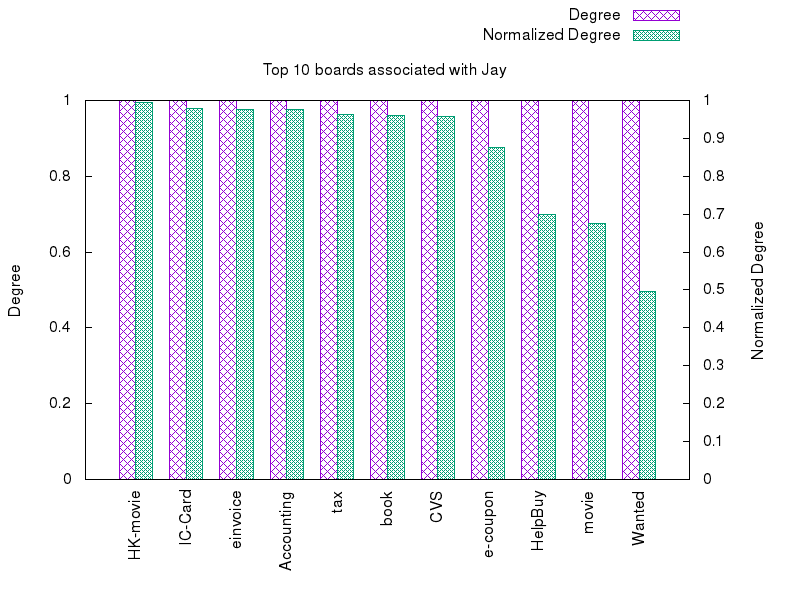 Degree
Normalized Degree
Top 10 boards associated with Jay
1
0.8
0.6
0.4
0.2
0
Degree
1
0.9
0.8
0.7
0.6
0.5
0.4
0.3
0.2
0.1
0
Normalized Degree
HK-movie
IC-Card
einvoice
Accounting
tax
book
CVS
e-coupon
HelpBuy
movie
Wanted